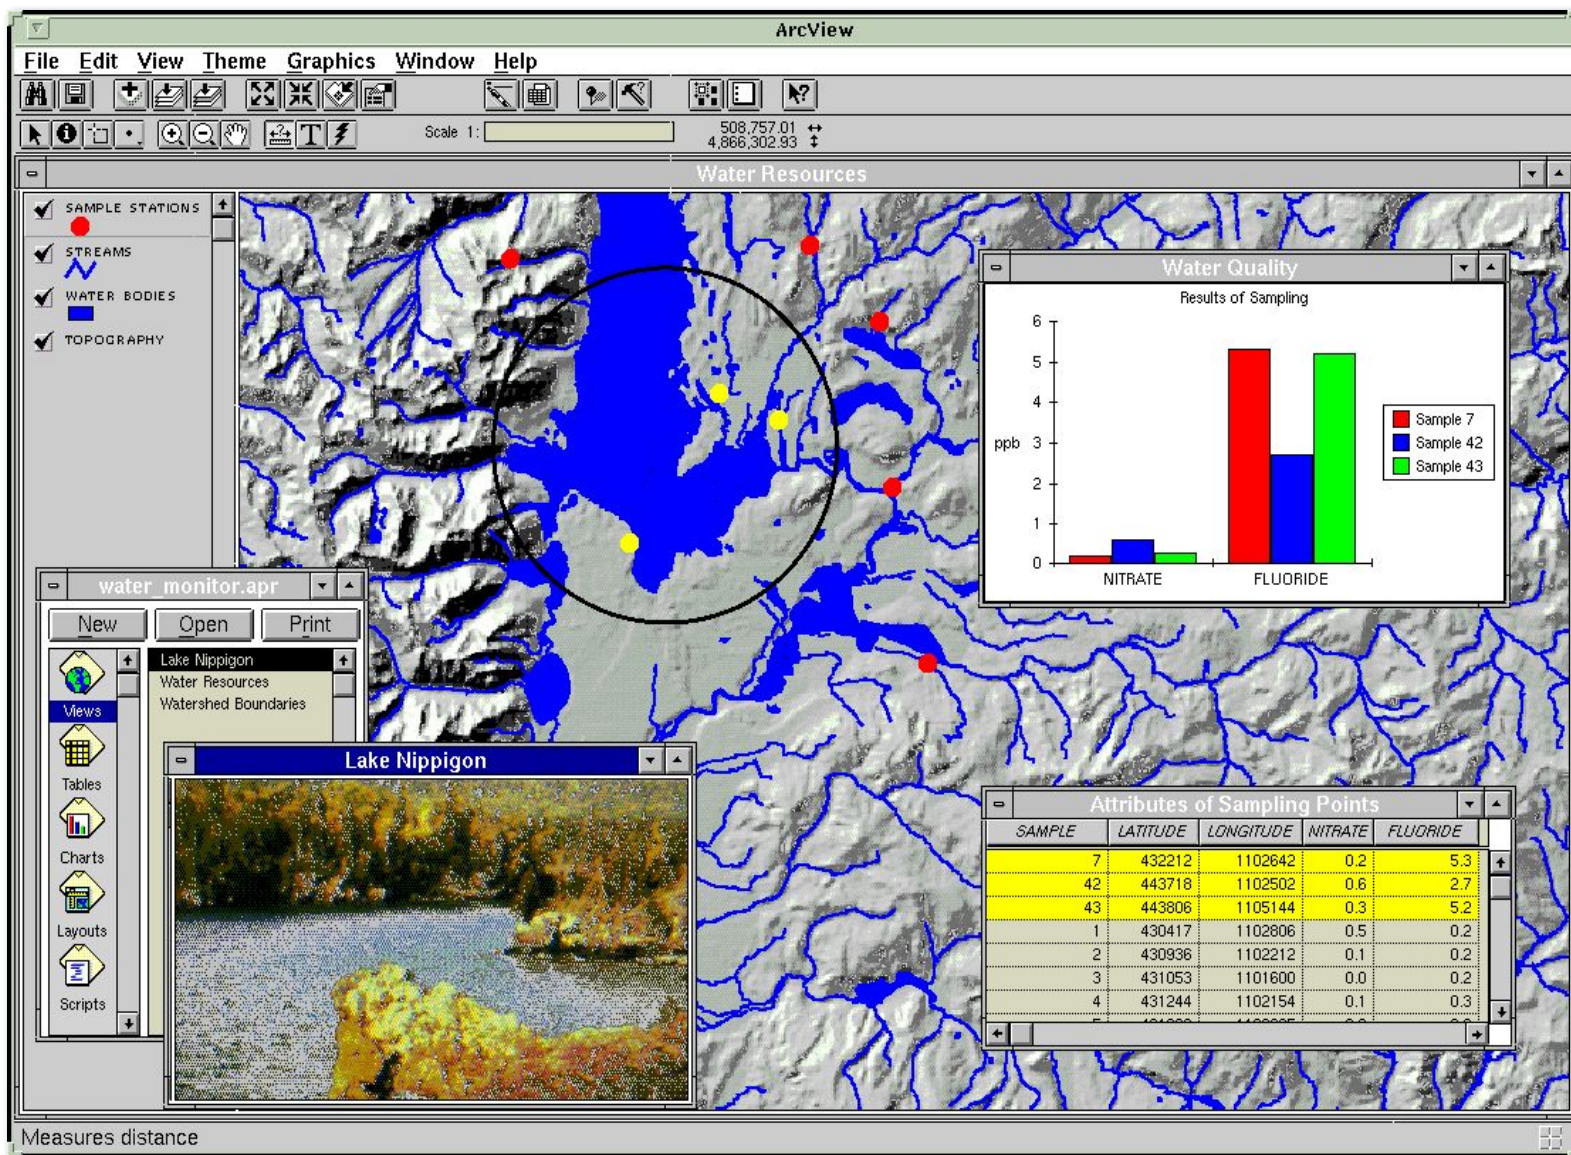 ArcView
File Edit View Theme Graphics Window Help
Scale 1:
508,757.01
4,866,302.93
Water Resources
SAMPLE STATIONS
STREAMS
WATER BODIES
TOPOGRAPHY
Water Quality
Results of Sampling
6
5
4
ppb 3
2
1
0
NITRATE FLUORIDE
Sample 7
Sample 42
Sample 43
water_monitor.apr
New Open Print
Views
Tables
Charts
Layouts
Scripts
Lake Nippigon
Water Resources
Watershed Boundaries
Lake Nippigon
Attributes of Sampling Points
SAMPLE LATITUDE LONGITUDE NITRATE FLUORIDE
7 432212 1102642 0.2 5.3
42 443718 1102502 0.6 2.7
43 443806 1105144 0.3 5.2
1 430417 1102806 0.5 0.2
2 430936 1102212 0.1 0.2
3 431053 1101600 0.0 0.2
4 431244 1102154 0.1 0.3
Measures distance